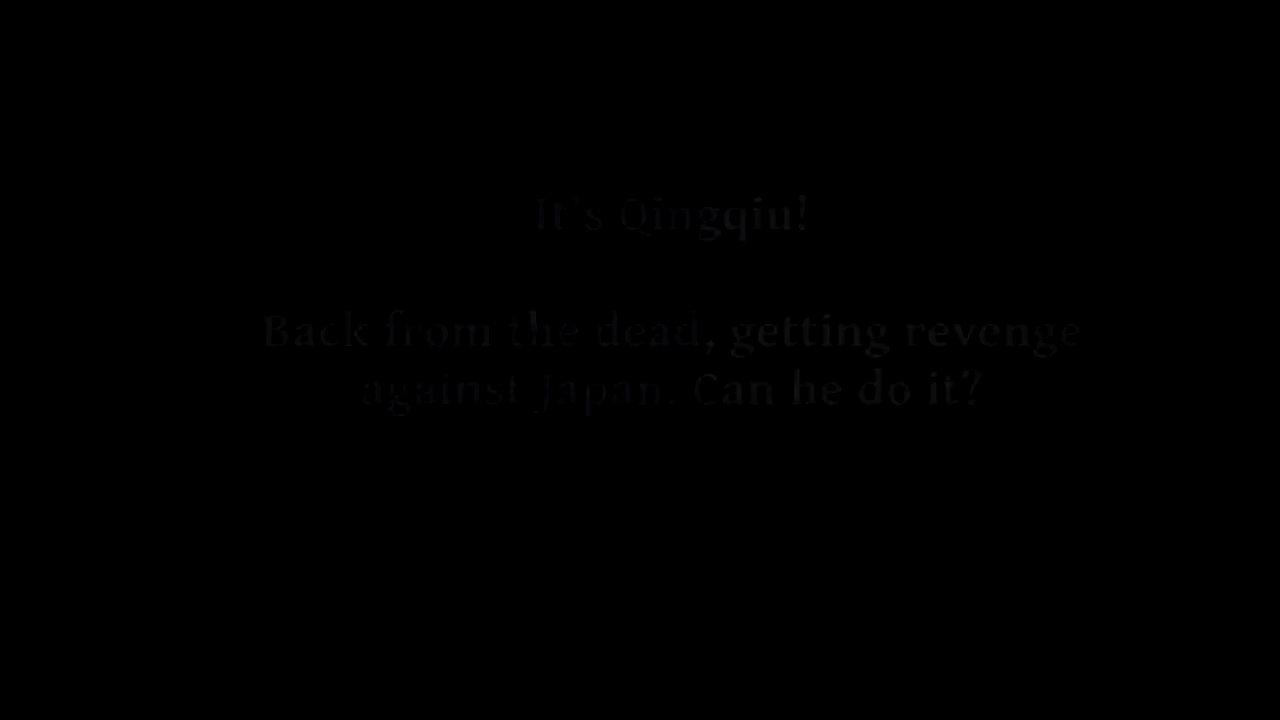 It's Qingqiu!
Back from the dead, getting revenge
against Japan. Can he do it?